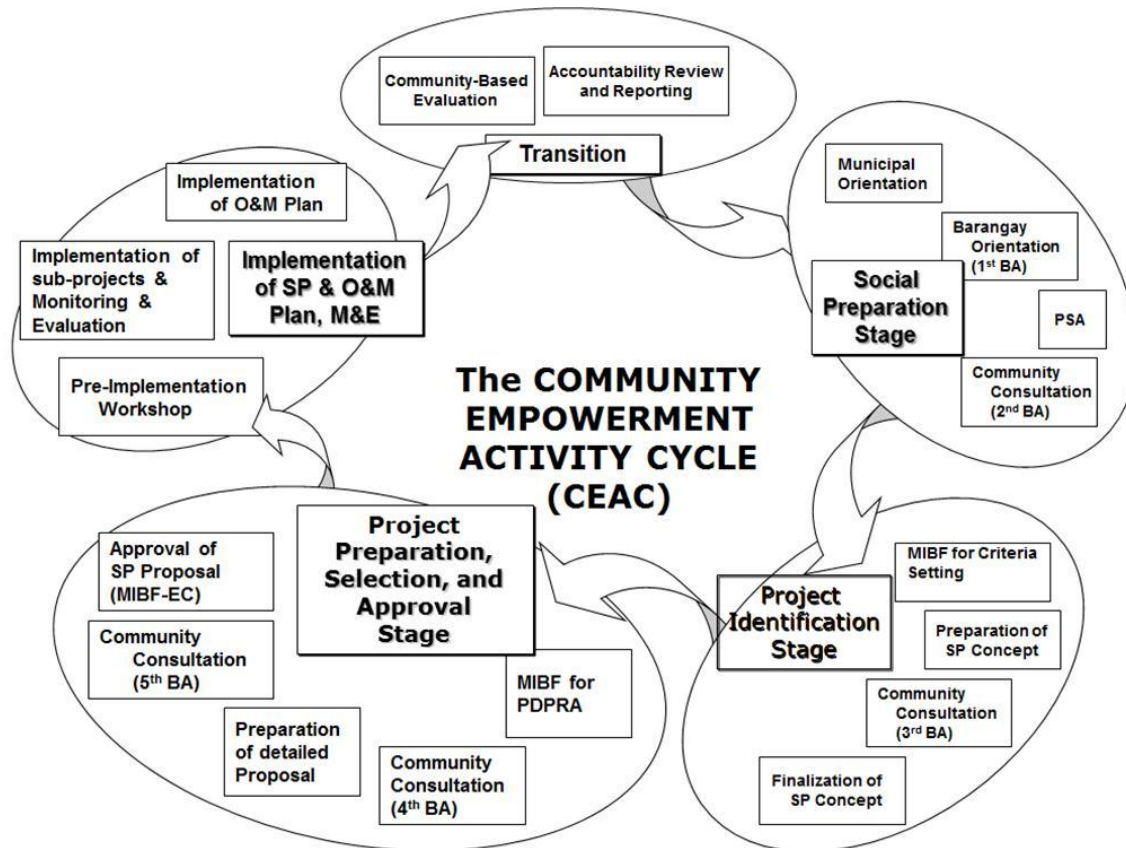 Community-Based
Evaluation
Accountability Review
and Reporting
Transition
Municipal
Orientation
Barangay
Orientation
(1st BA)
Social
Preparation
Stage
PSA
Community
Consultation
(2nd BA)
The COMMUNITY
EMPOWERMENT
ACTIVITY CYCLE
(CEAC)
MIBF for Criteria
Setting
Project
Identification
Stage
Preparation of
SP Concept
Community
Consultation
(3rd BA)
Finalization of
SP Concept
Project
Preparation,
Selection, and
Approval
Stage
MIBF for
PDPRA
Community
Consultation
(4th BA)
Preparation
of detailed
Proposal
Community
Consultation
(5th BA)
Approval of
SP Proposal
(MIBF-EC)
Pre-Implementation
Workshop
Implementation of
sub-projects &
Monitoring &
Evaluation
Implementation
of SP & O&M
Plan, M&E
Implementation
of O&M Plan